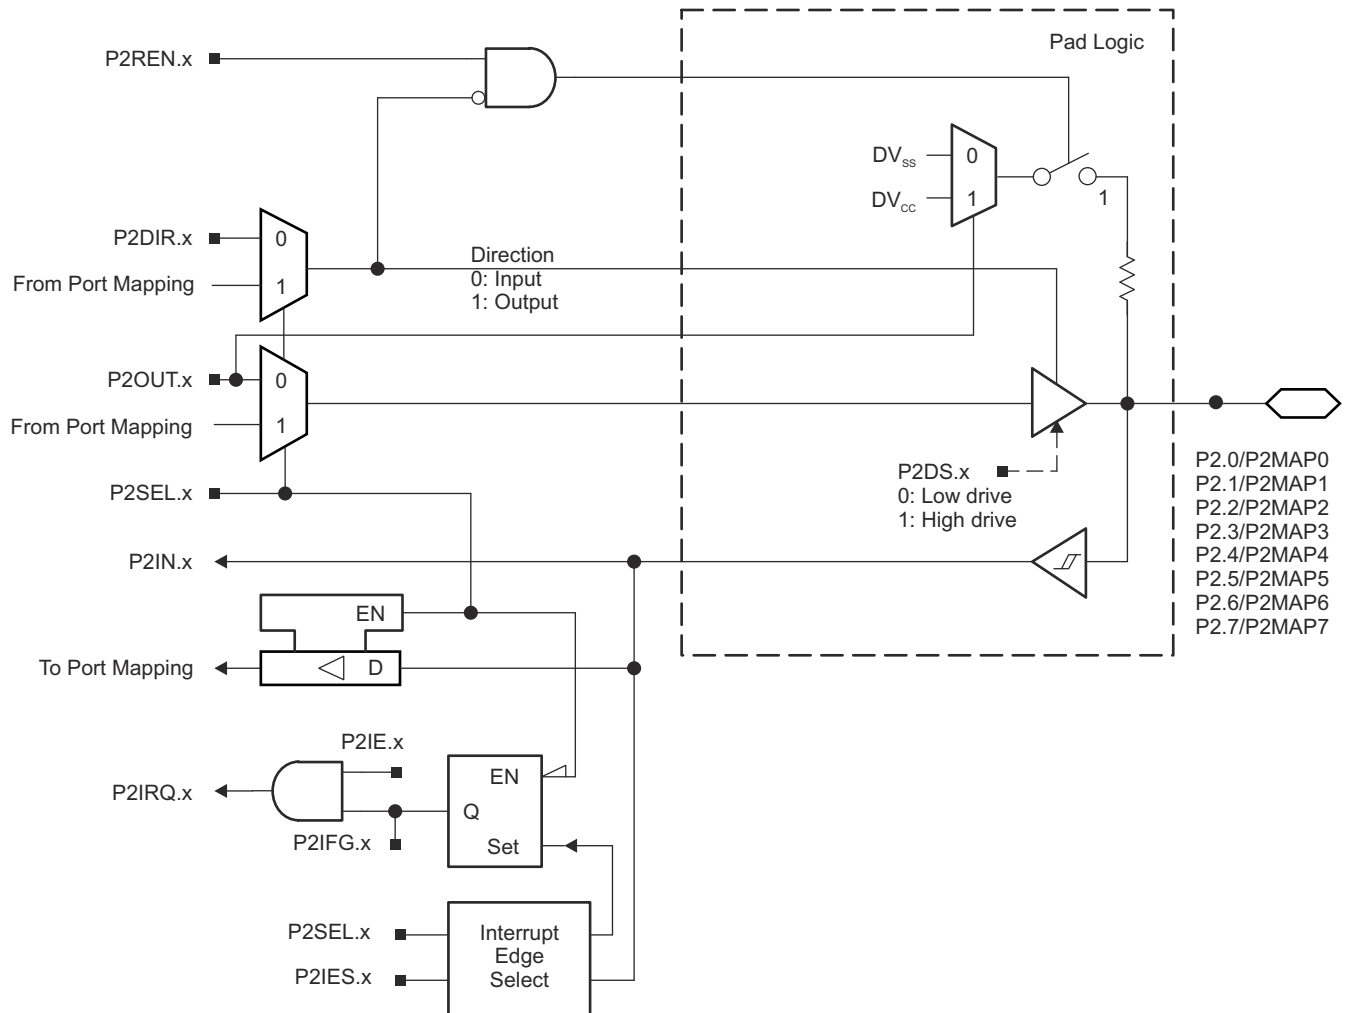 Pad Logic
P2REN.x
DVSS
0
DVCC
1
1
P2DIR.x
0
From Port Mapping
1
Direction
0: Input
1: Output
P2OUT.x
0
From Port Mapping
1
P2SEL.x
P2DS.x
0: Low drive
1: High drive
P2.0/P2MAP0
P2.1/P2MAP1
P2.2/P2MAP2
P2.3/P2MAP3
P2.4/P2MAP4
P2.5/P2MAP5
P2.6/P2MAP6
P2.7/P2MAP7
P2IN.x
EN
To Port Mapping
D
P2IE.x
P2IRQ.x
P2IFG.x
EN
Q
Set
P2SEL.x
P2IES.x
Interrupt
Edge
Select